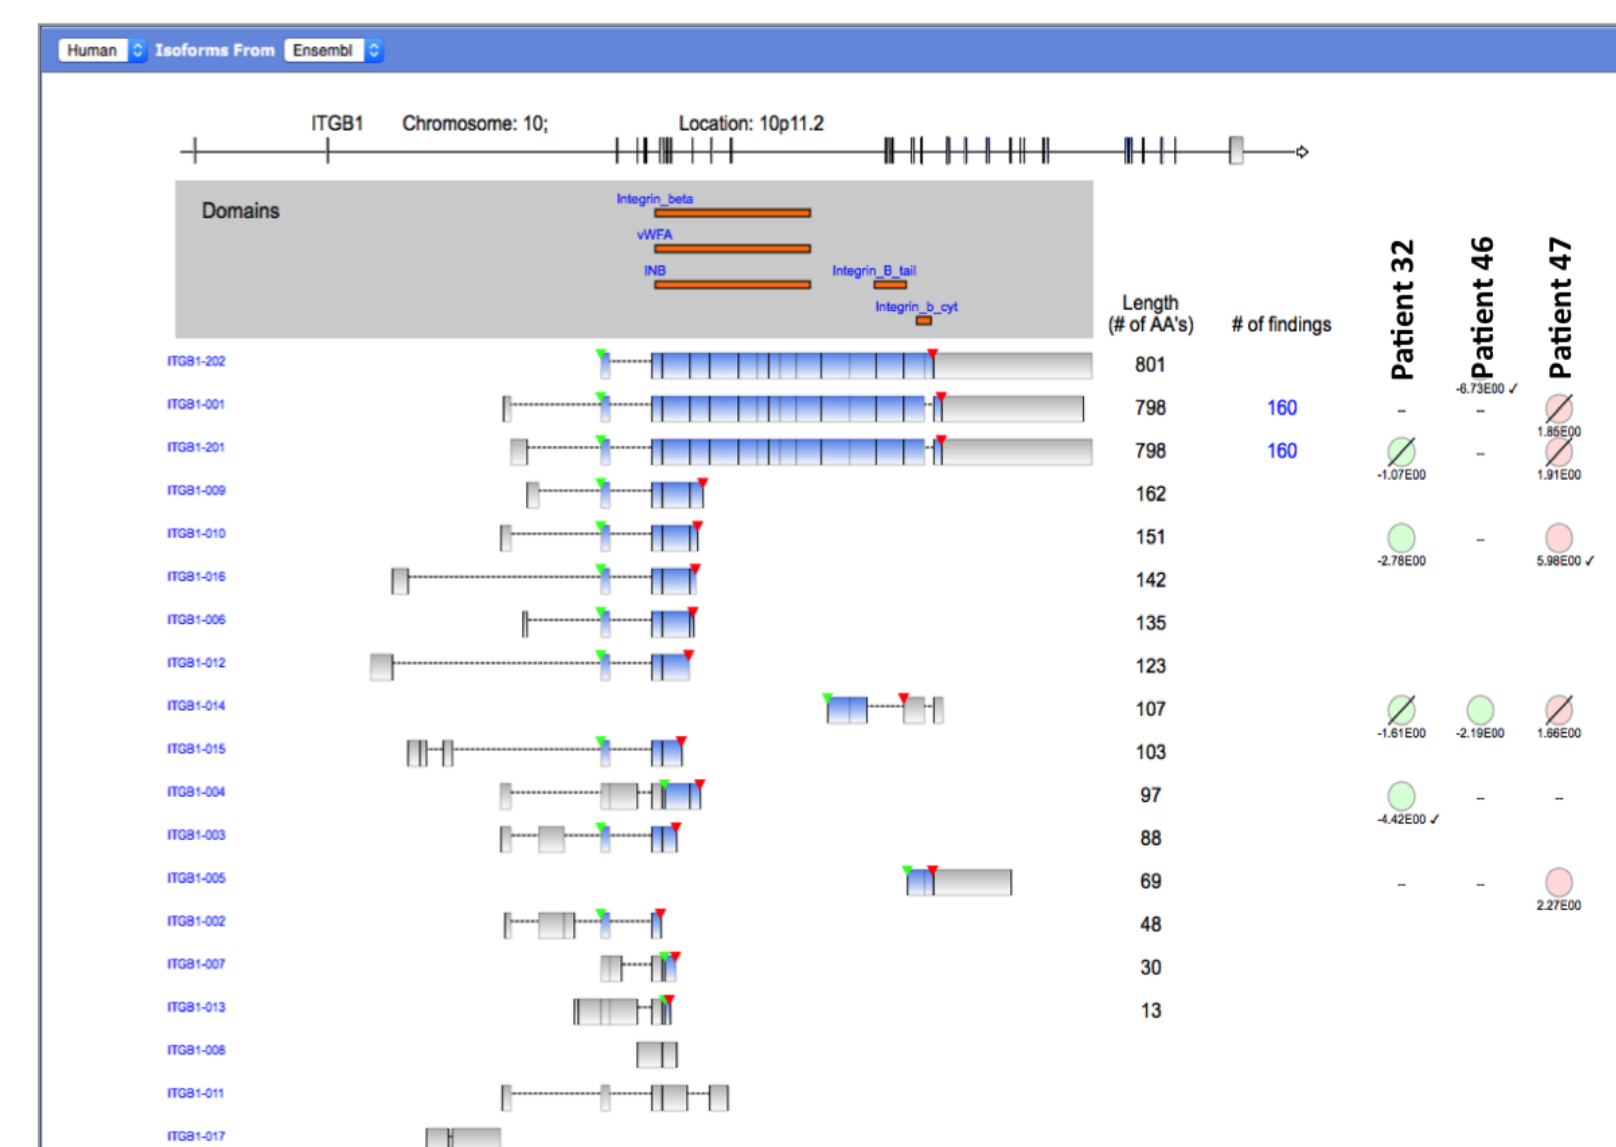 Human Isoforms From Ensembl
ITGB1 Chromosome: 10; Location: 10p11.2
Domains
Integrin_beta
vWFA
INB
Integrin_B_tail
Integrin_b_cyt
Length
(# of AA's)
# of findings
Patient 32
Patient 46
Patient 47
ITGB1-202 801
-6.73E00 ✓
ITGB1-001 798 160 -- --
1.85E00
ITGB1-201 798 160 --
-1.07E00 1.91E00
ITGB1-009 162
ITGB1-010 151 --
-2.78E00 5.98E00 ✓
ITGB1-016 142
ITGB1-006 135
ITGB1-012 123
ITGB1-014 107
-1.61E00 -2.19E00 1.66E00
ITGB1-015 103
ITGB1-004 97 -- --
-4.42E00 ✓
ITGB1-003 88
ITGB1-005 69 -- --
2.27E00
ITGB1-002 48
ITGB1-007 30
ITGB1-013 13
ITGB1-008
ITGB1-011
ITGB1-017